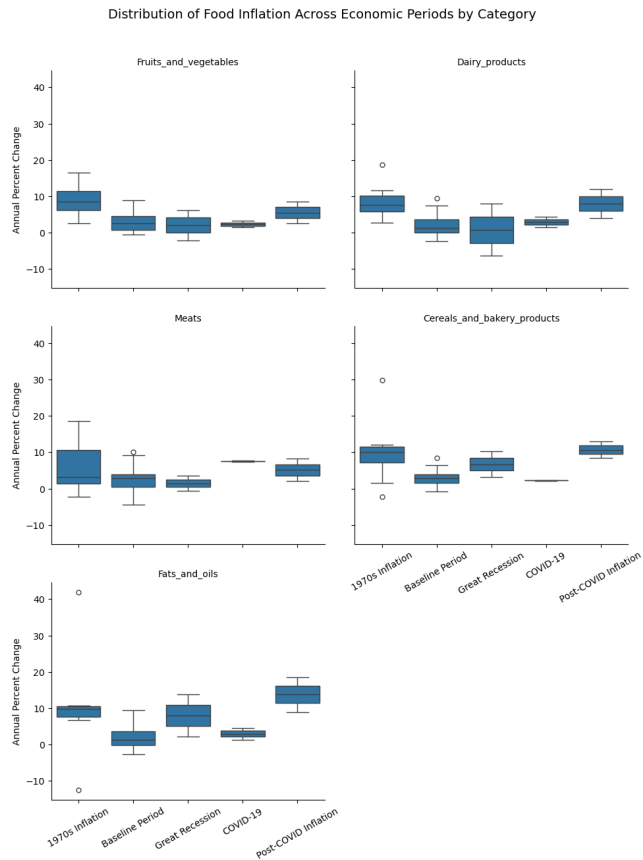 Distribution of Food Inflation Across Economic Periods by Category
Fruits_and_vegetables
Annual Percent Change
40
30
20
10
0
−10
Dairy_products
Meats
Annual Percent Change
40
30
20
10
0
−10
Cereals_and_bakery_products
1970s Inflation
Baseline Period
Great Recession
COVID-19
Post-COVID Inflation
Fats_and_oils
Annual Percent Change
40
30
20
10
0
−10
1970s Inflation
Baseline Period
Great Recession
COVID-19
Post-COVID Inflation